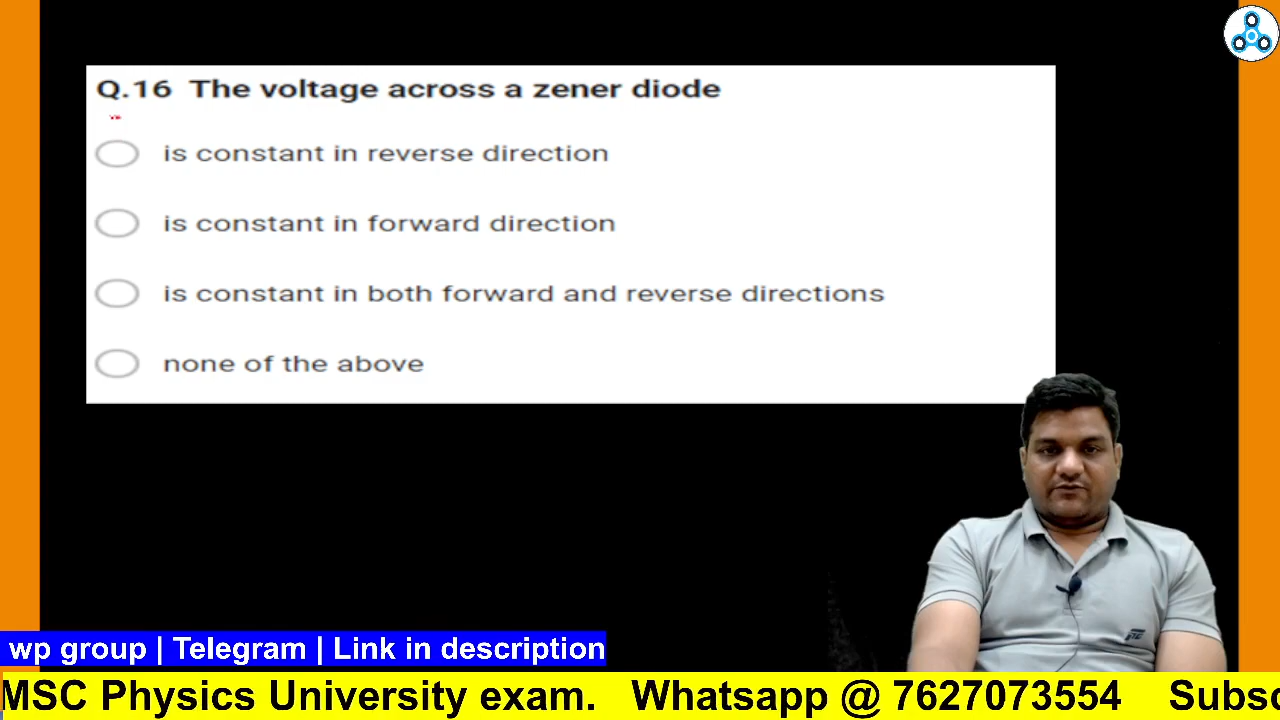 Q.16 The voltage across a zener diode
is constant in reverse direction
is constant in forward direction
is constant in both forward and reverse directions
none of the above
wp group | Telegram | Link in description
MSC Physics University exam. Whatsapp @ 7627073554 Subsc